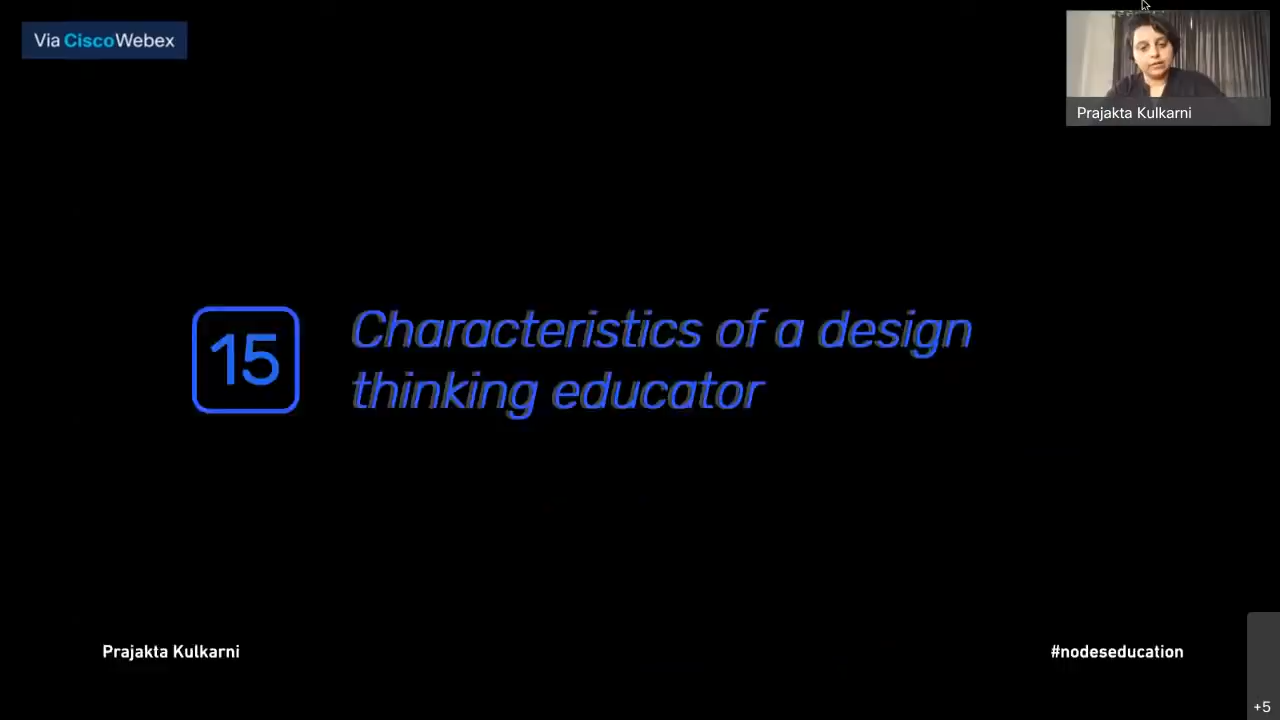 Via CiscoWebex
Prajakta Kulkarni
15
Characteristics of a design
thinking educator
Prajakta Kulkarni
#nodeseducation
+5